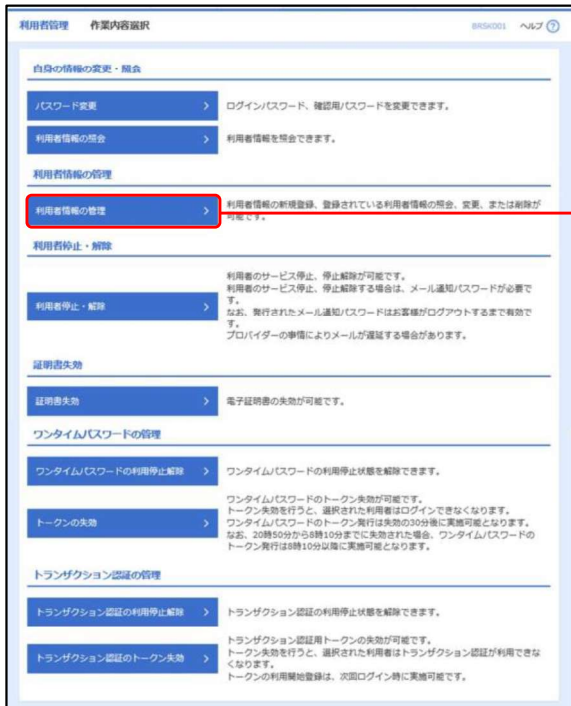 利用者管理 作業内容選択 BRSK001 ヘルプ ?
自身の情報の変更・照会
パスワード変更 > ログインパスワード、確認用パスワードを変更できます。
利用者情報の照会 > 利用者情報を照会できます。
利用者情報の管理
利用者情報の管理 > 利用者情報の新規登録、登録されている利用者情報の照会、変更、または削除が
可能です。
利用者停止・解除
利用者のサービス停止、停止解除が可能です。
利用者のサービス停止、停止解除する場合は、メール通知パスワードが必要で
す。
利用者停止・解除 >
なお、発行されたメール通知パスワードはお客様がログアウトするまで有効で
す。
プロバイダーの事情によりメールが遅延する場合があります。
証明書失効
証明書失効 > 電子証明書の失効が可能です。
ワンタイムパスワードの管理
ワンタイムパスワードの利用停止解除 > ワンタイムパスワードの利用停止状態を解除できます。
ワンタイムパスワードのトークン失効が可能です。
トークン失効を行うと、選択された利用者はログインできなくなります。
トークンの失効 > ワンタイムパスワードのトークン発行は失効の30分後に実施可能となります。
なお、20時50分から8時10分までに失効された場合、ワンタイムパスワードの
トークン発行は8時10分以降に実施可能となります。
トランザクション認証の管理
トランザクション認証の利用停止解除 > トランザクション認証の利用停止状態を解除できます。
トランザクション認証用トークンの失効が可能です。
トランザクション認証のトークン失効 > トークン失効を行うと、選択された利用者はトランザクション認証が利用できな
くなります。
トークンの利用開始登録は、次回ログイン時に実施可能です。